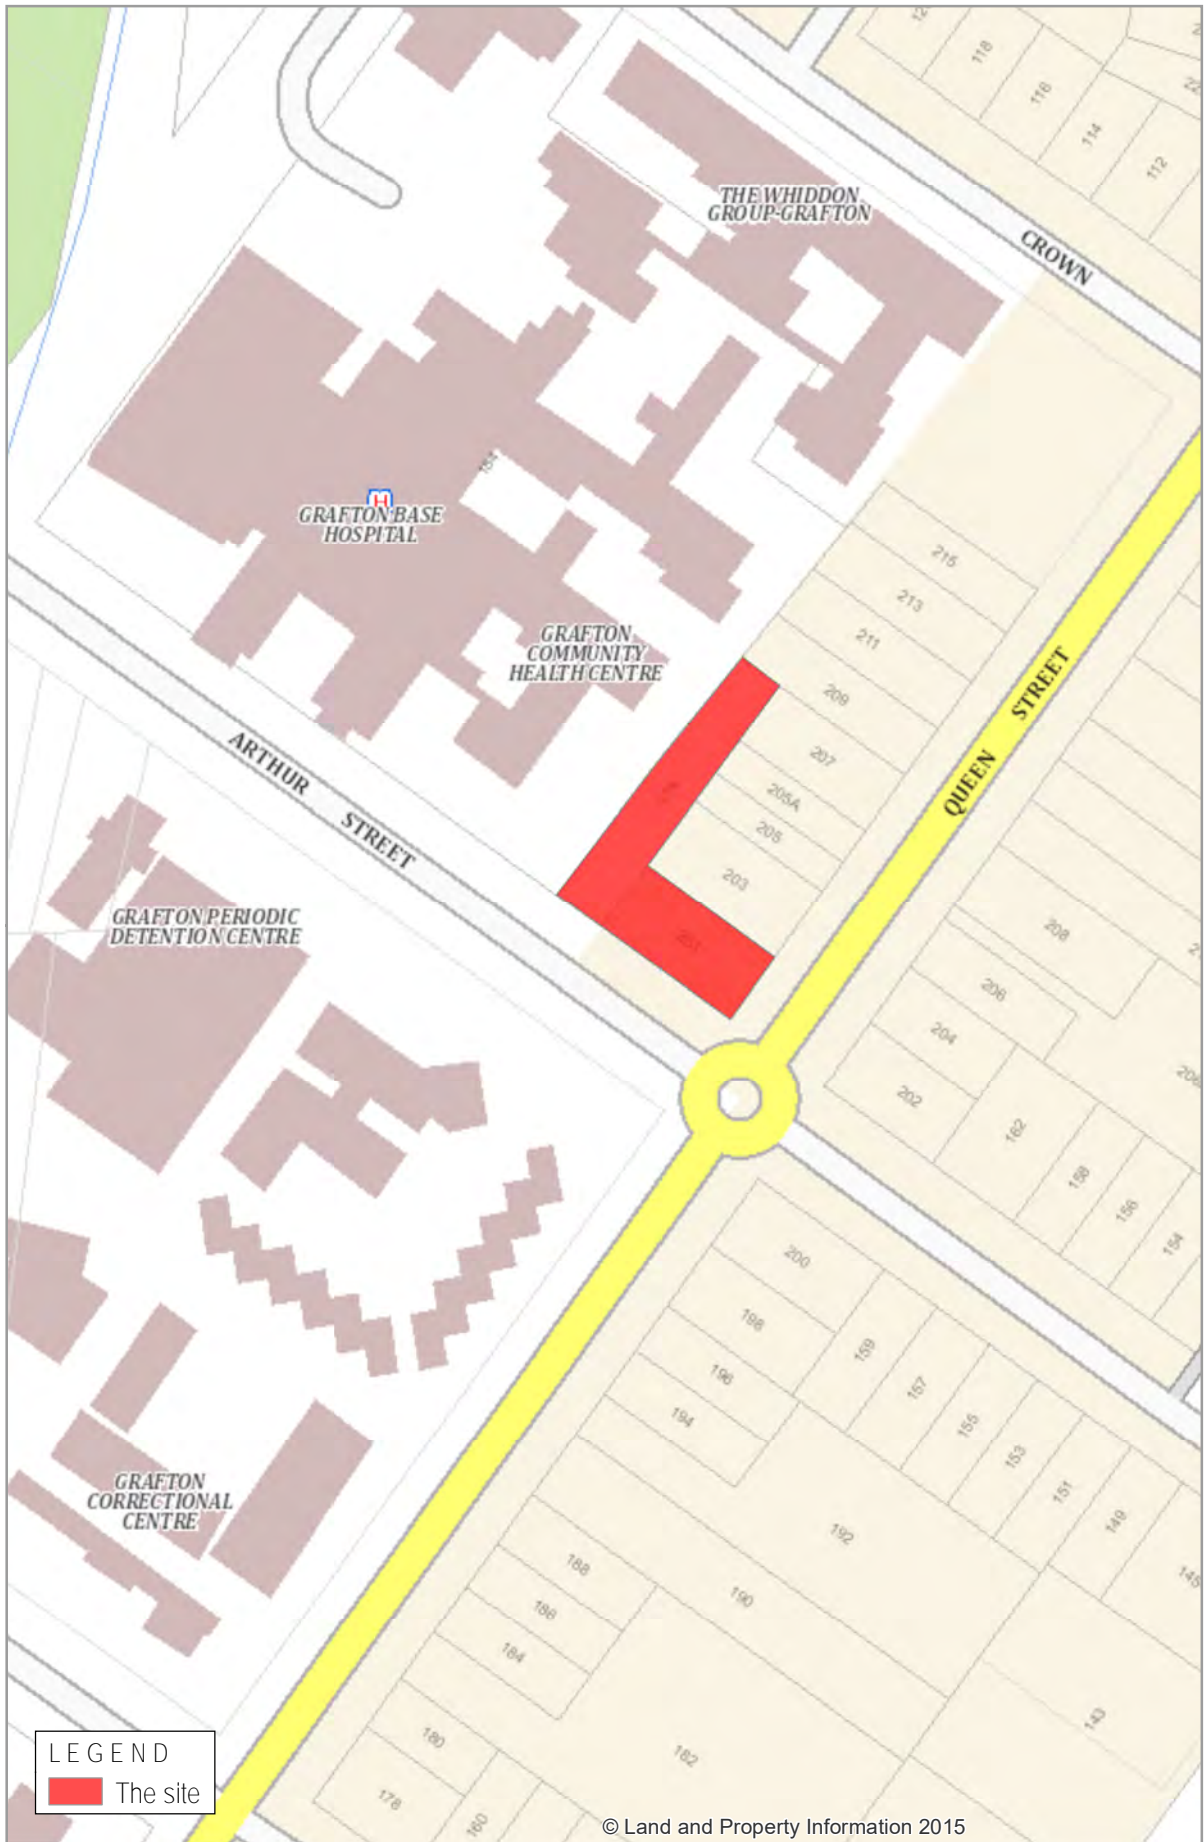 118
116
114
112
THE WHIDDON
GROUP-GRAFTON
CROWN
184
H
GRAFTON BASE
HOSPITAL
215
213
211
GRAFTON
COMMUNITY
HEALTH CENTRE
209
207
205A
205
203
201
QUEEN STREET
ARTHUR STREET
GRAFTON PERIODIC
DETENTION CENTRE
208
206
204
202
162
158
156
154
200
198
196
194
159
157
155
153
151
149
145
192
190
188
186
184
143
182
180
178
160
GRAFTON
CORRECTIONAL
CENTRE
LEGEND
The site
© Land and Property Information 2015